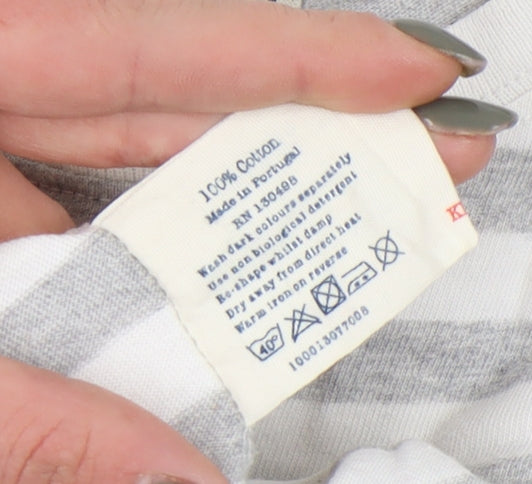 100% Cotton
Made in Portugal
RN 130498
Wash dark colours separately
Use non biological detergent
Re-shape whilst damp
Dry away from direct heat
Warm iron on reverse
40°
100013077008